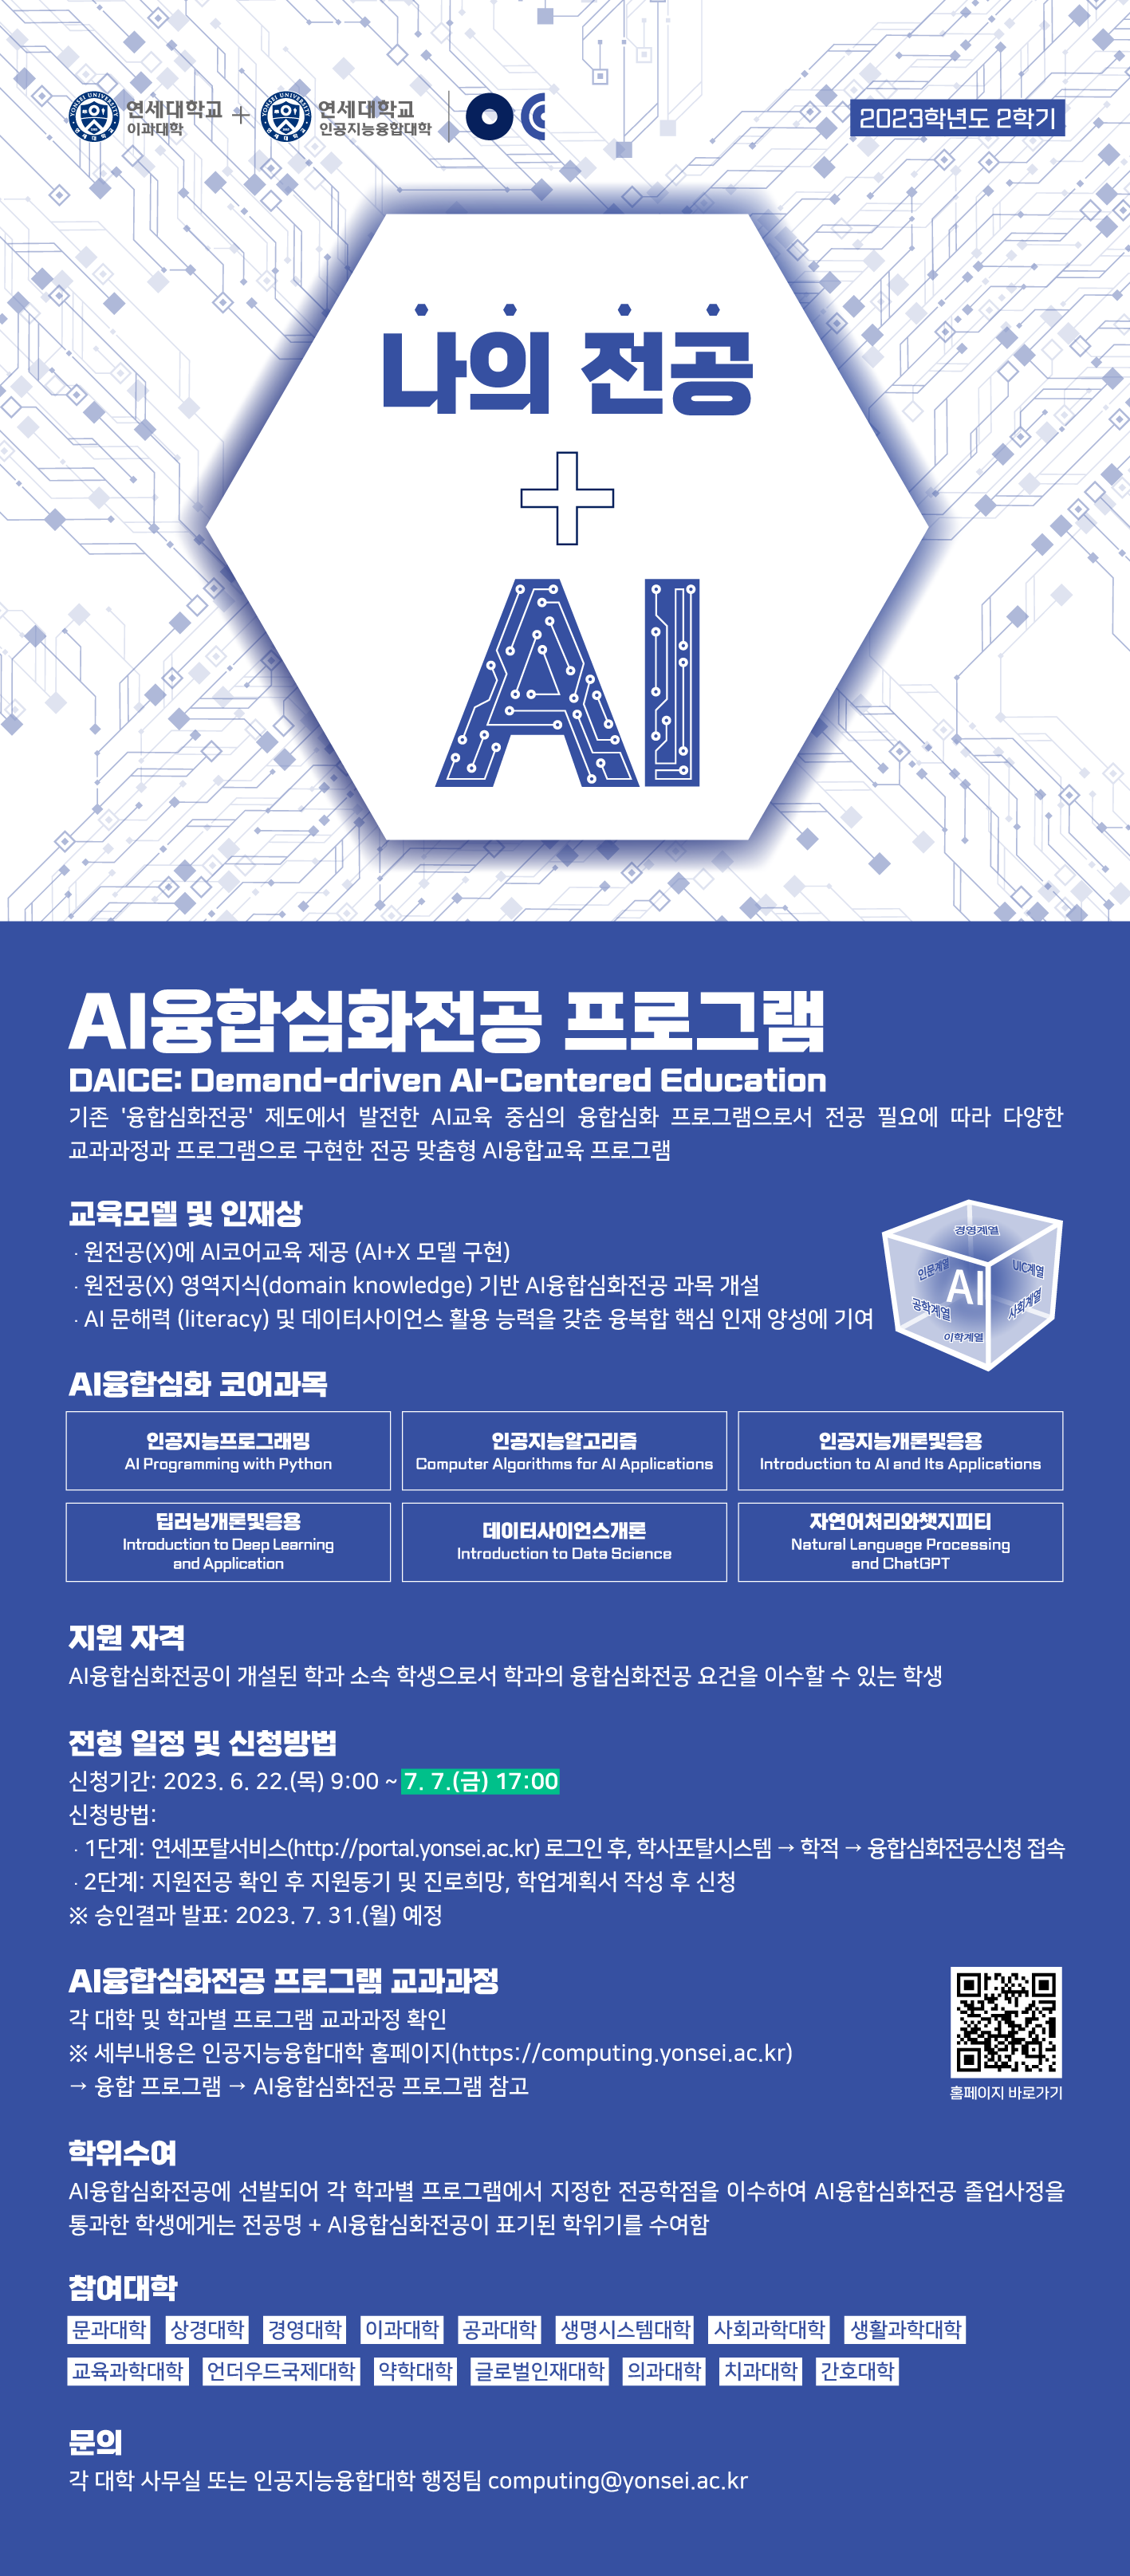 YONSEI UNIVERSITY
연세대학교
이과대학
+
YONSEI UNIVERSITY
연세대학교
인공지능융합대학
2023학년도 2학기
나의 전공
+
AI
AI융합심화전공 프로그램
DAICE: Demand-driven AI-Centered Education
기존 '융합심화전공' 제도에서 발전한 AI교육 중심의 융합심화 프로그램으로서 전공 필요에 따라 다양한
교과과정과 프로그램으로 구현한 전공 맞춤형 AI융합교육 프로그램
교육모델 및 인재상
· 원전공(X)에 AI코어교육 제공 (AI+X 모델 구현)
· 원전공(X) 영역지식(domain knowledge) 기반 AI융합심화전공 과목 개설
· AI 문해력 (literacy) 및 데이터사이언스 활용 능력을 갖춘 융복합 핵심 인재 양성에 기여
경영계열
인문계열
UIC계열
AI
공학계열
사회계열
이학계열
AI융합심화 코어과목
인공지능프로그래밍
AI Programming with Python
인공지능알고리즘
Computer Algorithms for AI Applications
인공지능개론및응용
Introduction to AI and Its Applications
딥러닝개론및응용
Introduction to Deep Learning
and Application
데이터사이언스개론
Introduction to Data Science
자연어처리와챗지피티
Natural Language Processing
and ChatGPT
지원 자격
AI융합심화전공이 개설된 학과 소속 학생으로서 학과의 융합심화전공 요건을 이수할 수 있는 학생
전형 일정 및 신청방법
신청기간: 2023. 6. 22.(목) 9:00 ~ 7. 7.(금) 17:00
신청방법:
· 1단계: 연세포탈서비스(http://portal.yonsei.ac.kr) 로그인 후, 학사포탈시스템 → 학적 → 융합심화전공신청 접속
· 2단계: 지원전공 확인 후 지원동기 및 진로희망, 학업계획서 작성 후 신청
※ 승인결과 발표: 2023. 7. 31.(월) 예정
AI융합심화전공 프로그램 교과과정
각 대학 및 학과별 프로그램 교과과정 확인
※ 세부내용은 인공지능융합대학 홈페이지(https://computing.yonsei.ac.kr)
→ 융합 프로그램 → AI융합심화전공 프로그램 참고
홈페이지 바로가기
학위수여
AI융합심화전공에 선발되어 각 학과별 프로그램에서 지정한 전공학점을 이수하여 AI융합심화전공 졸업사정을
통과한 학생에게는 전공명 + AI융합심화전공이 표기된 학위기를 수여함
참여대학
문과대학 상경대학 경영대학 이과대학 공과대학 생명시스템대학 사회과학대학 생활과학대학
교육과학대학 언더우드국제대학 약학대학 글로벌인재대학 의과대학 치과대학 간호대학
문의
각 대학 사무실 또는 인공지능융합대학 행정팀 computing@yonsei.ac.kr